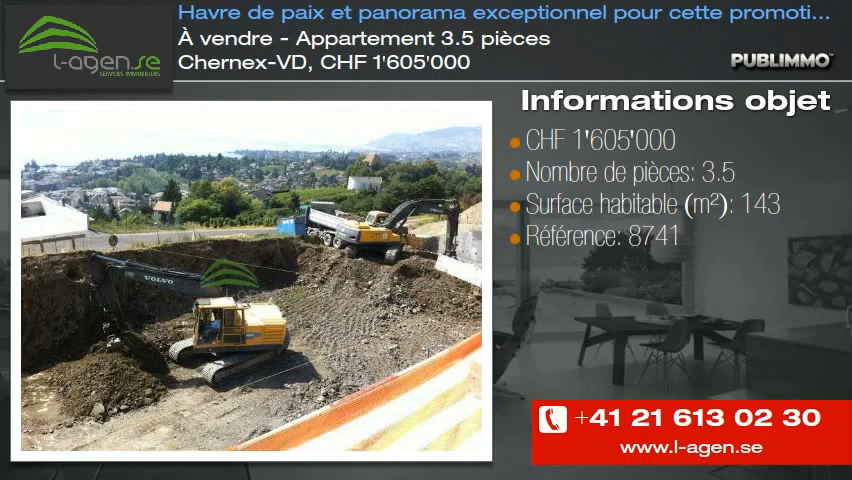 Havre de paix et panorama exceptionnel pour cette promoti...
l-agen.se
SERVICES IMMOBILIERS
À vendre - Appartement 3.5 pièces
Chernex-VD, CHF 1'605'000
PUBLIMMO
Informations objet
CHF 1'605'000
Nombre de pièces: 3.5
Surface habitable (m²): 143
Référence: 8741
VOLVO
+41 21 613 02 30
www.l-agen.se